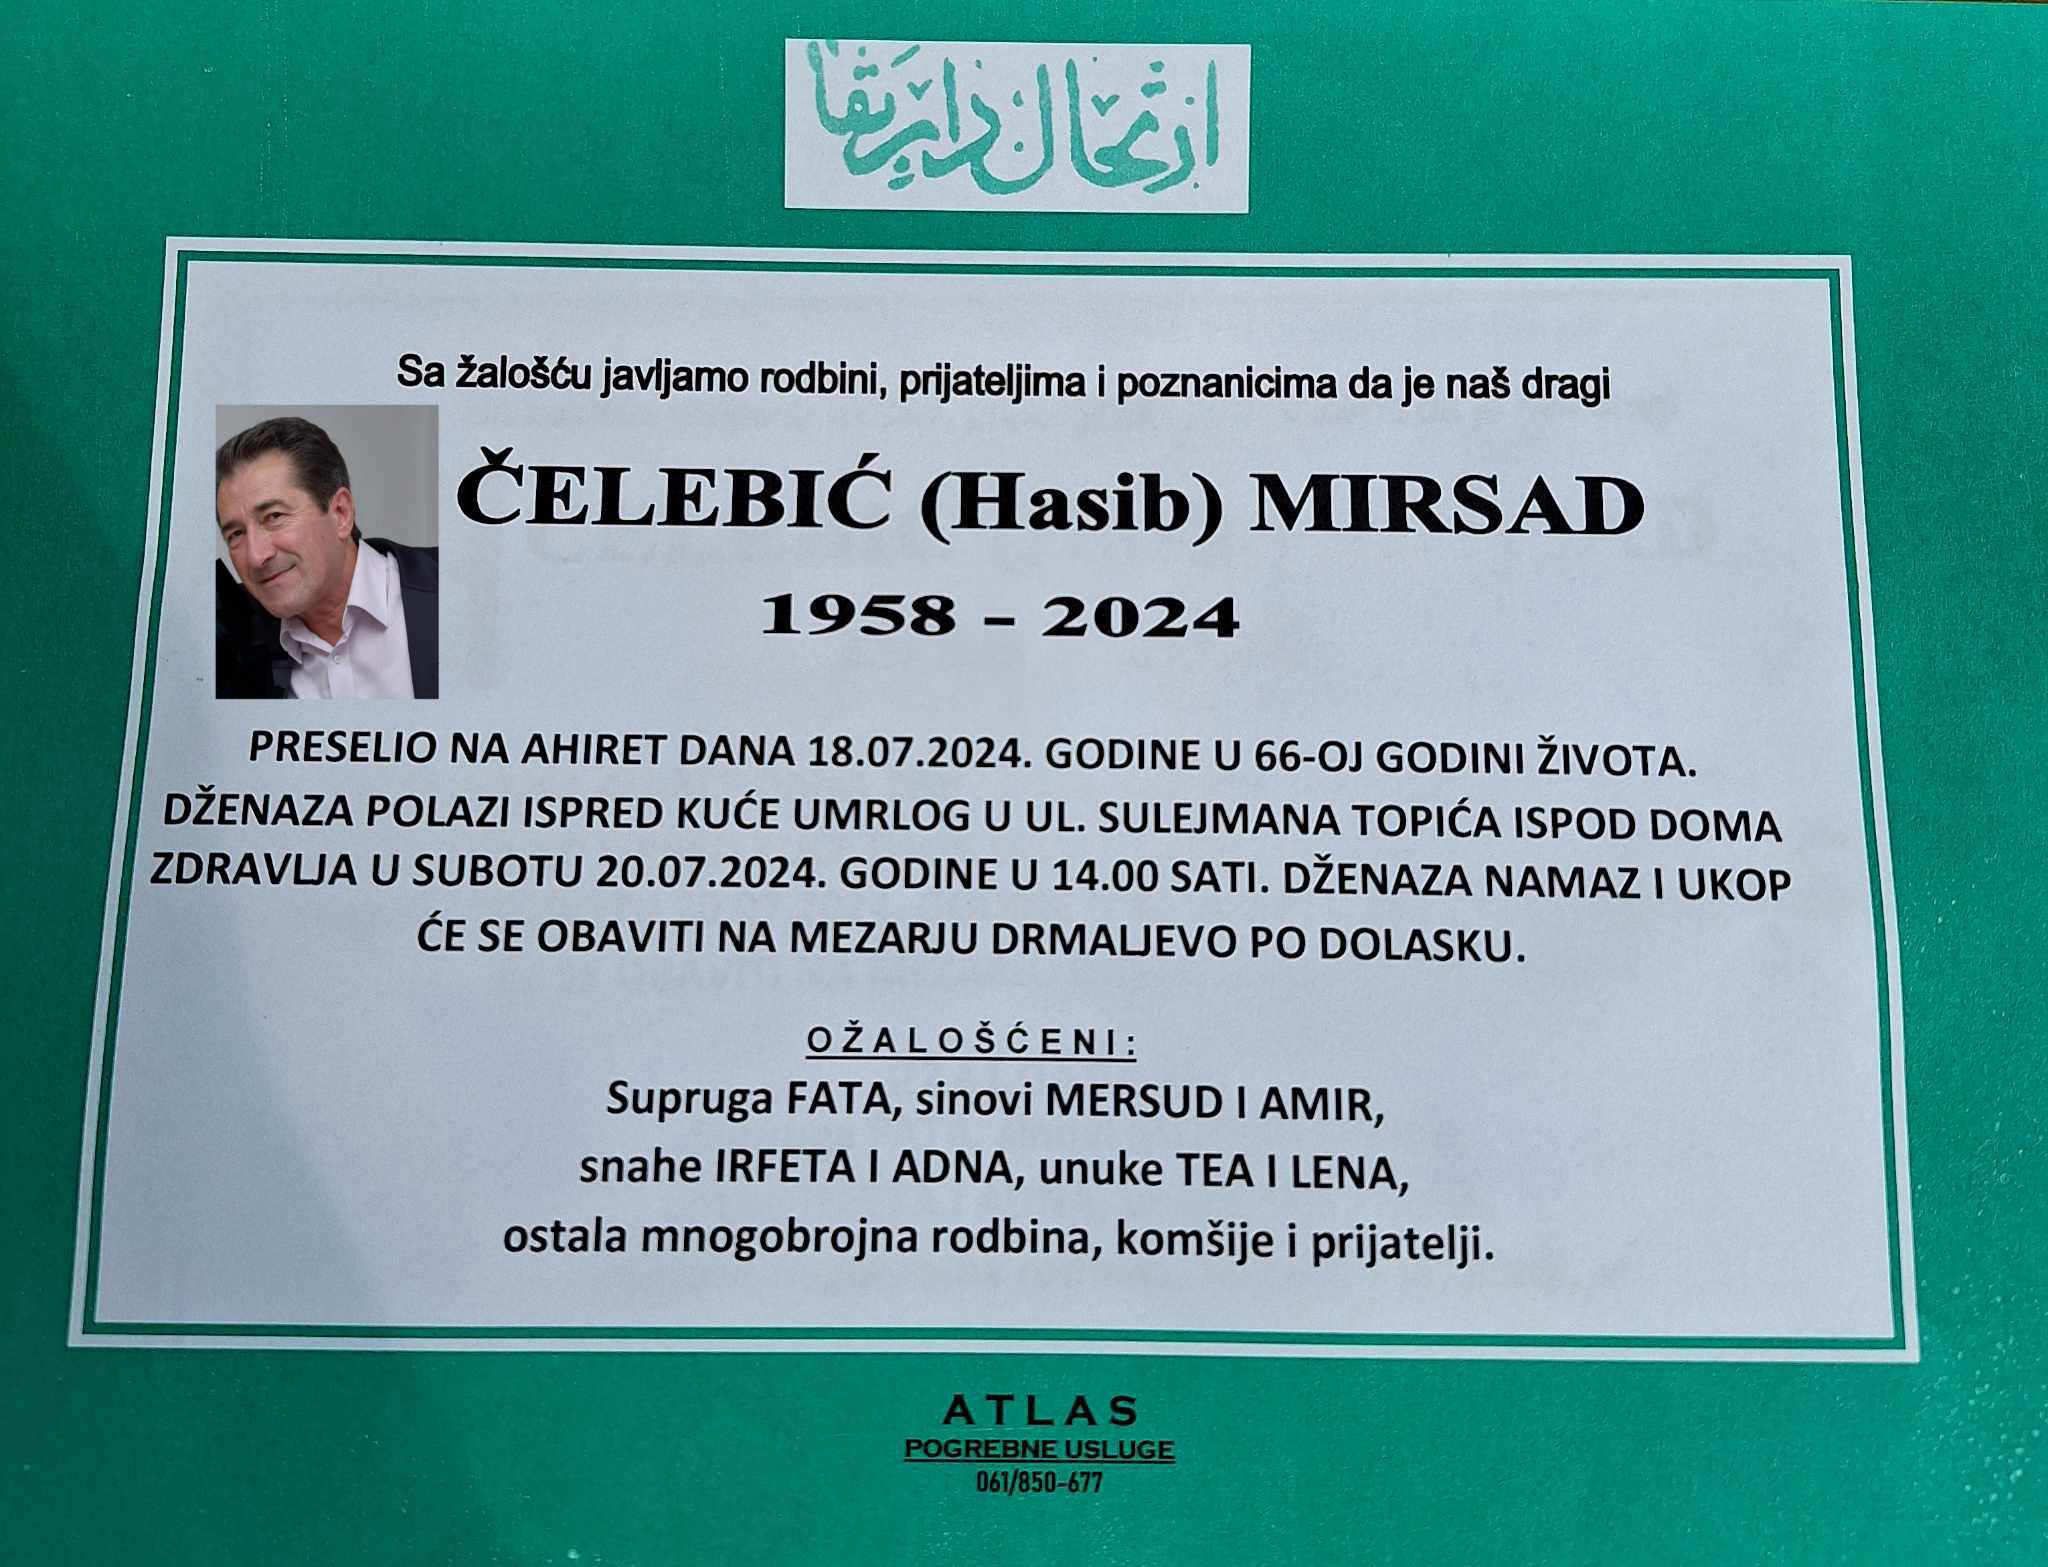 ازتحال داربقا
Sa žalošću javljamo rodbini, prijateljima i poznanicima da je naš dragi
ČELEBIĆ (Hasib) MIRSAD
1958 – 2024
PRESELIO NA AHIRET DANA 18.07.2024. GODINE U 66-OJ GODINI ŽIVOTA.
DŽENAZA POLAZI ISPRED KUĆE UMRLOG U UL. SULEJMANA TOPIĆA ISPOD DOMA
ZDRAVLJA U SUBOTU 20.07.2024. GODINE U 14.00 SATI. DŽENAZA NAMAZ I UKOP
ĆE SE OBAVITI NA MEZARJU DRMALJEVO PO DOLASKU.
OŽALOŠĆENI:
Supruga FATA, sinovi MERSUD I AMIR,
snahe IRFETA I ADNA, unuke TEA I LENA,
ostala mnogobrojna rodbina, komšije i prijatelji.
ATLAS
POGREBNE USLUGE
061/850-677